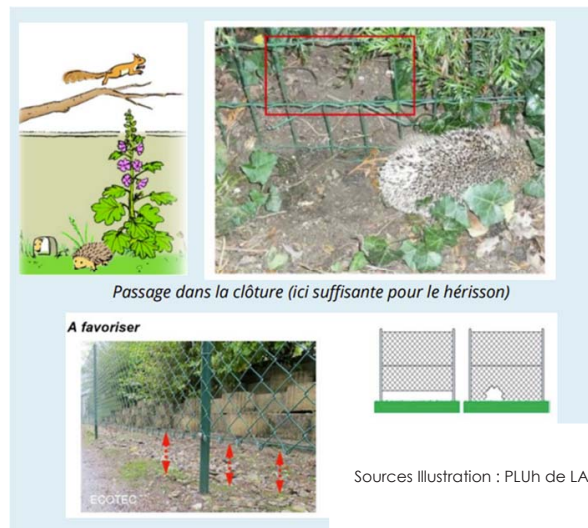 Passage dans la clôture (ici suffisante pour le hérisson)
A favoriser
ECOTEC
Sources Illustration : PLUh de LA